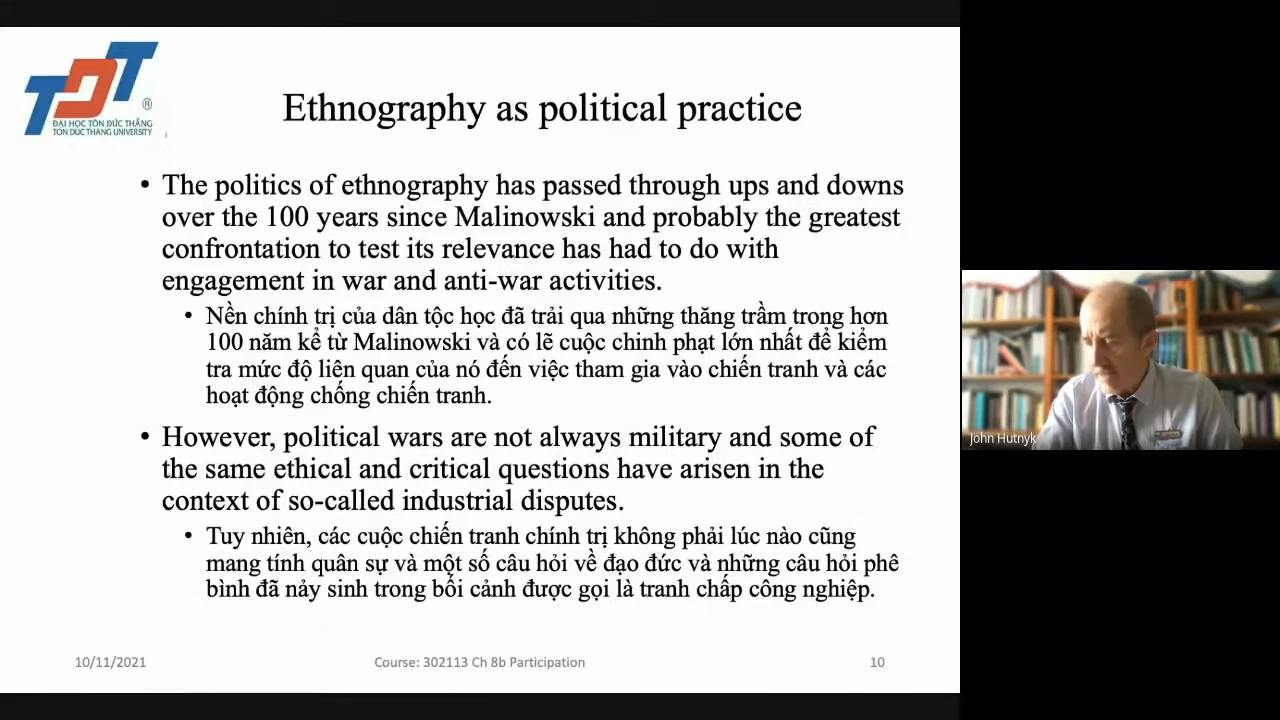 TDT
®
ĐẠI HỌC TÔN ĐỨC THẮNG
TON DUC THANG UNIVERSITY
Ethnography as political practice
• The politics of ethnography has passed through ups and downs
over the 100 years since Malinowski and probably the greatest
confrontation to test its relevance has had to do with
engagement in war and anti-war activities.
• Nền chính trị của dân tộc học đã trải qua những thăng trầm trong hơn
100 năm kể từ Malinowski và có lẽ cuộc chinh phạt lớn nhất để kiểm
tra mức độ liên quan của nó đến việc tham gia vào chiến tranh và các
hoạt động chống chiến tranh.
• However, political wars are not always military and some of
the same ethical and critical questions have arisen in the
context of so-called industrial disputes.
• Tuy nhiên, các cuộc chiến tranh chính trị không phải lúc nào cũng
mang tính quân sự và một số câu hỏi về đạo đức và những câu hỏi phê
bình đã nảy sinh trong bối cảnh được gọi là tranh chấp công nghiệp.
10/11/2021
Course: 302113 Ch 8b Participation
10
John Hutnyk